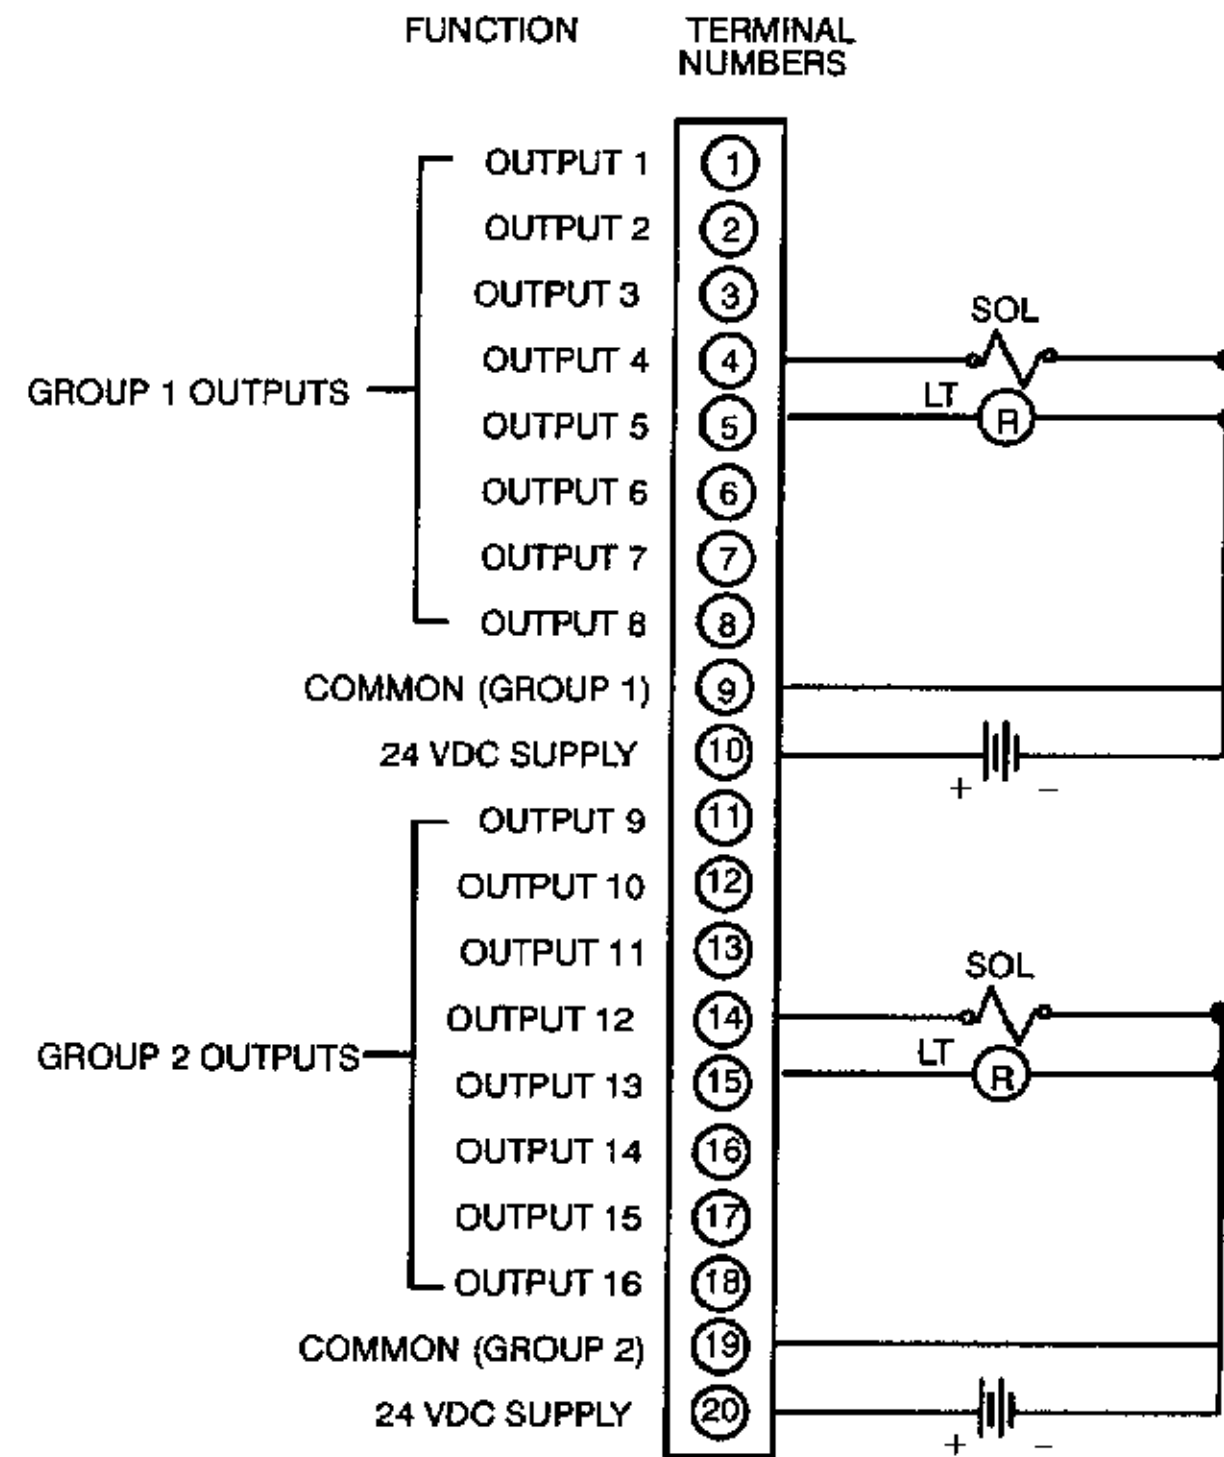 FUNCTION TERMINAL
NUMBERS
OUTPUT 1 1
OUTPUT 2 2
OUTPUT 3 3
SOL
OUTPUT 4 4
GROUP 1 OUTPUTS
LT
OUTPUT 5 5 R
OUTPUT 6 6
OUTPUT 7 7
OUTPUT 8 8
COMMON (GROUP 1) 9
24 VDC SUPPLY 10
+ −
OUTPUT 9 11
OUTPUT 10 12
OUTPUT 11 13
SOL
OUTPUT 12 14
GROUP 2 OUTPUTS
LT
OUTPUT 13 15 R
OUTPUT 14 16
OUTPUT 15 17
OUTPUT 16 18
COMMON (GROUP 2) 19
24 VDC SUPPLY 20
+ −